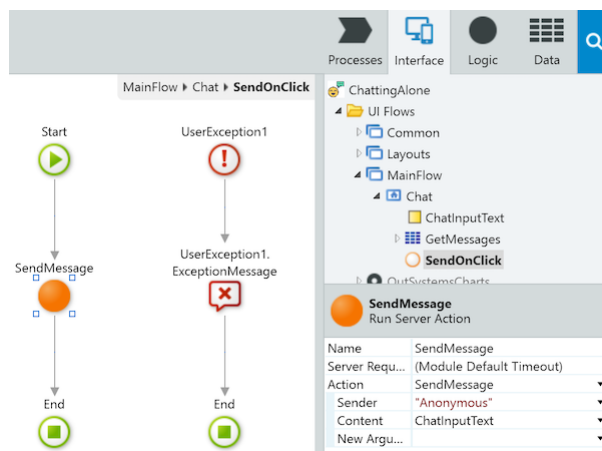 Processes Interface Logic Data
MainFlow Chat SendOnClick
ChattingAlone
UI Flows
Common
Layouts
MainFlow
Chat
ChatInputText
GetMessages
SendOnClick
OutSystemsCharts
Start
UserException1
SendMessage
UserException1.
ExceptionMessage
End
End
SendMessage
Run Server Action
Name SendMessage
Server Requ... (Module Default Timeout)
Action SendMessage
Sender "Anonymous"
Content ChatInputText
New Argu...